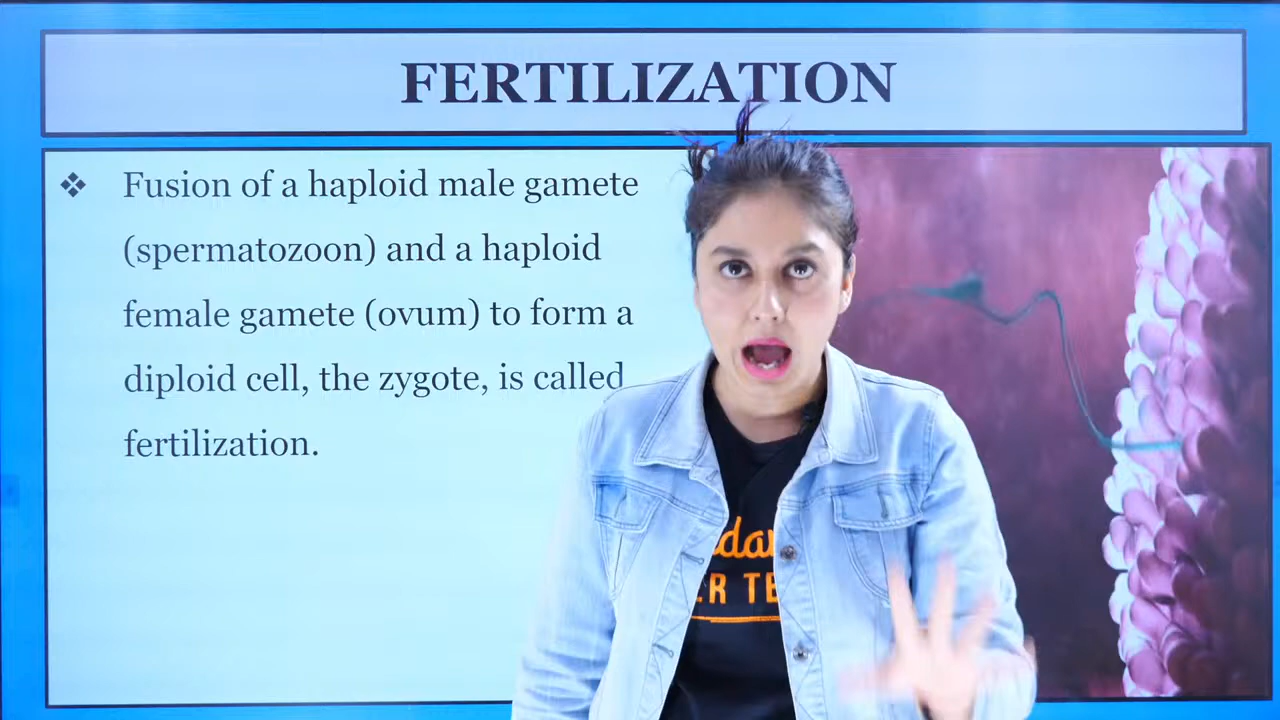 FERTILIZATION
❖ Fusion of a haploid male gamete
(spermatozoon) and a haploid
female gamete (ovum) to form a
diploid cell, the zygote, is called
fertilization.